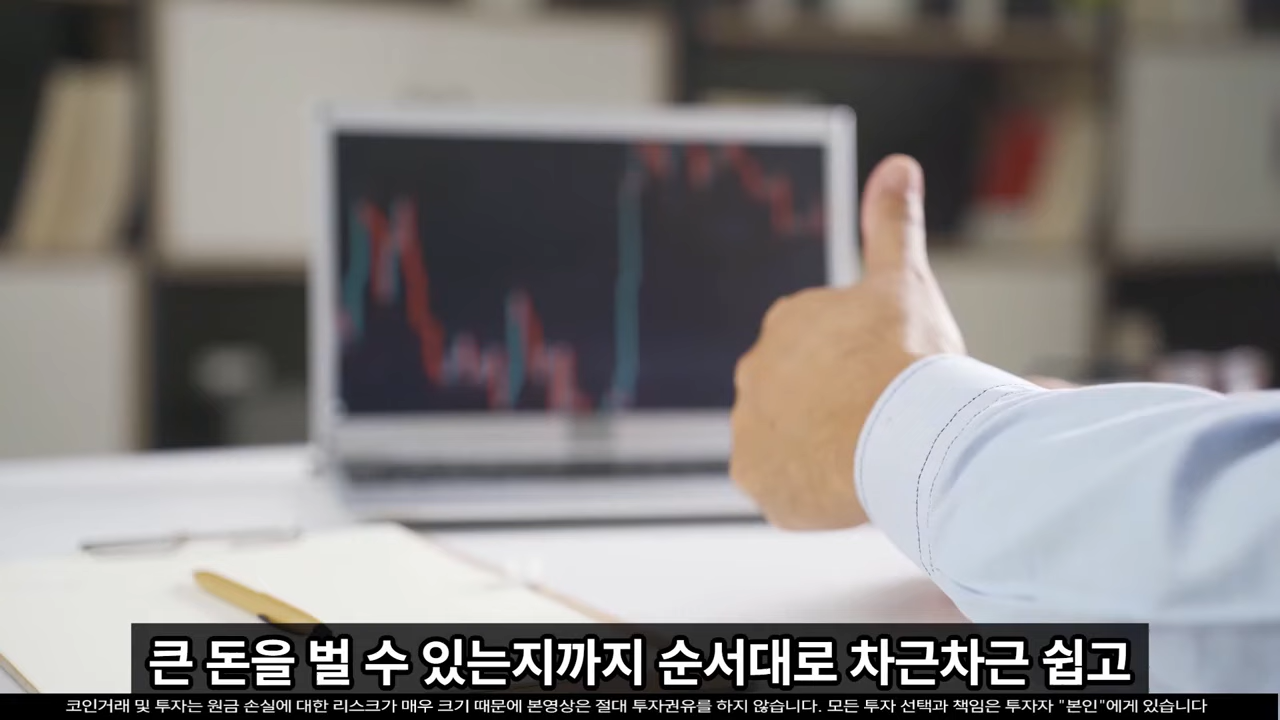 큰 돈을 벌 수 있는지까지 순서대로 차근차근 쉽고
코인거래 및 투자는 원금 손실에 대한 리스크가 매우 크기 때문에 본영상은 절대 투자권유를 하지 않습니다. 모든 투자 선택과 책임은 투자자 "본인"에게 있습니다